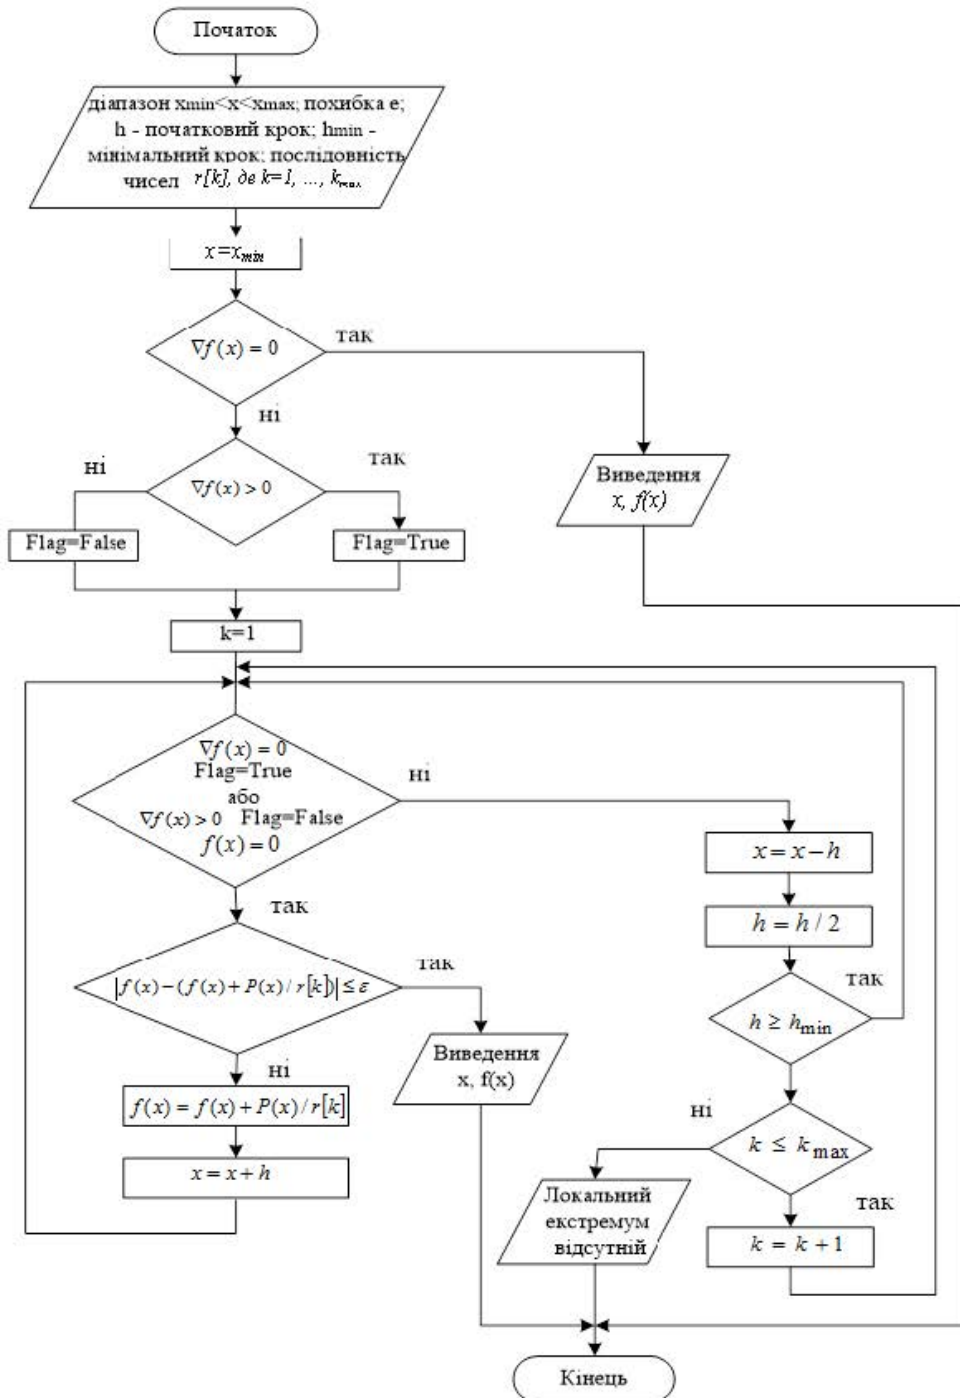 Початок
діапазон xmin<x<xmax; похибка e;
h - початковий крок; hmin -
мінімальний крок; послідовність
чисел r[k], де k=1, ..., kmax
x=xmin
∇f(x) = 0
так
ні
∇f(x) > 0
ні
так
Flag=False
Flag=True
Виведення
x, f(x)
k=1
∇f(x) = 0
Flag=True
або
∇f(x) > 0 Flag=False
f(x) = 0
ні
так
x = x − h
h = h / 2
h ≥ hmin
так
|f(x) − (f(x) + P(x) / r[k])| ≤ ε
так
ні
Виведення
x, f(x)
f(x) = f(x) + P(x) / r[k]
x = x + h
k ≤ kmax
ні
так
Локальний
екстремум
відсутній
k = k + 1
Кінець